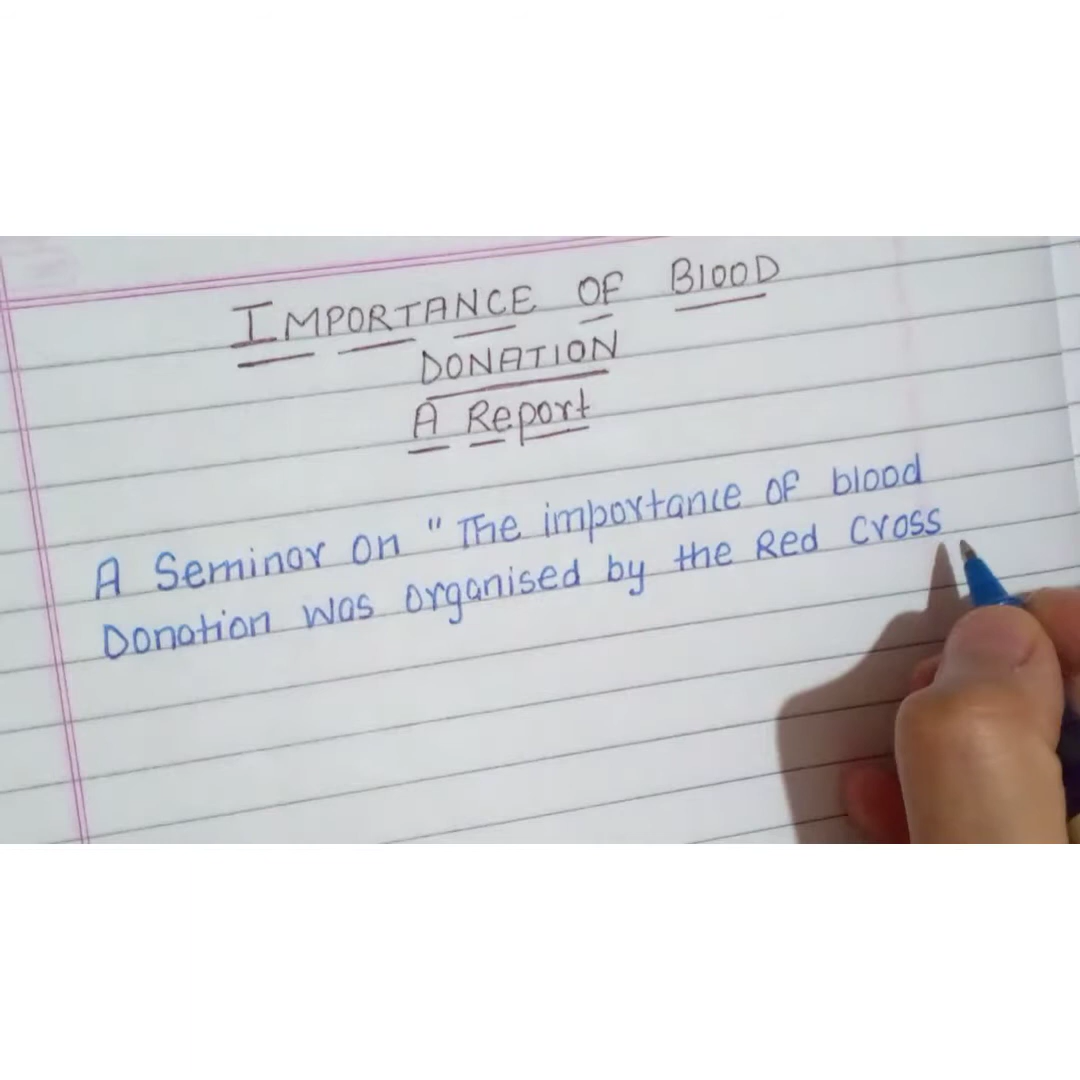 IMPORTANCE OF BlOOD
DONATION
A Report
A Seminar on " The importance OF blood
Donation was organised by the Red Cross